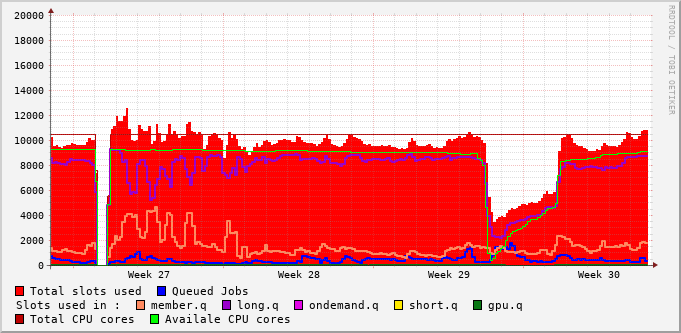 RRDTOOL / TOBI OETIKER
20000
18000
16000
14000
12000
10000
8000
6000
4000
2000
0
Week 27 Week 28 Week 29 Week 30
Total slots used Queued Jobs
Slots used in : member.q long.q ondemand.q short.q gpu.q
Total CPU cores Availale CPU cores